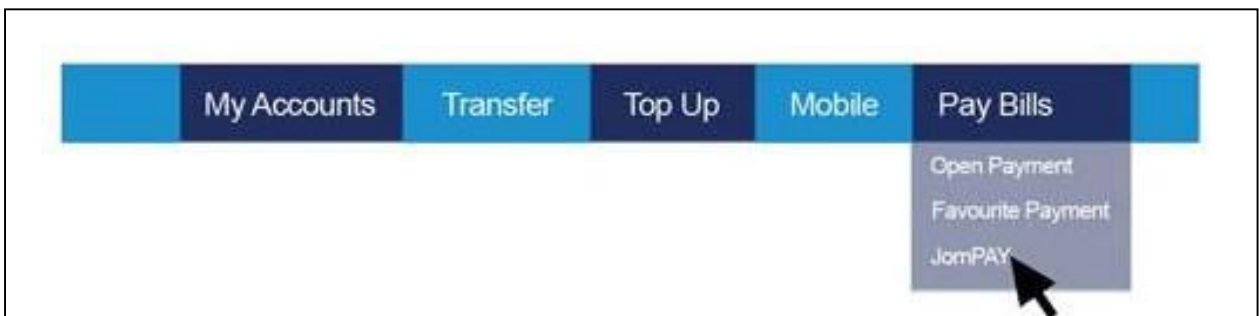 My Accounts Transfer Top Up Mobile Pay Bills
Open Payment
Favourite Payment
JomPAY